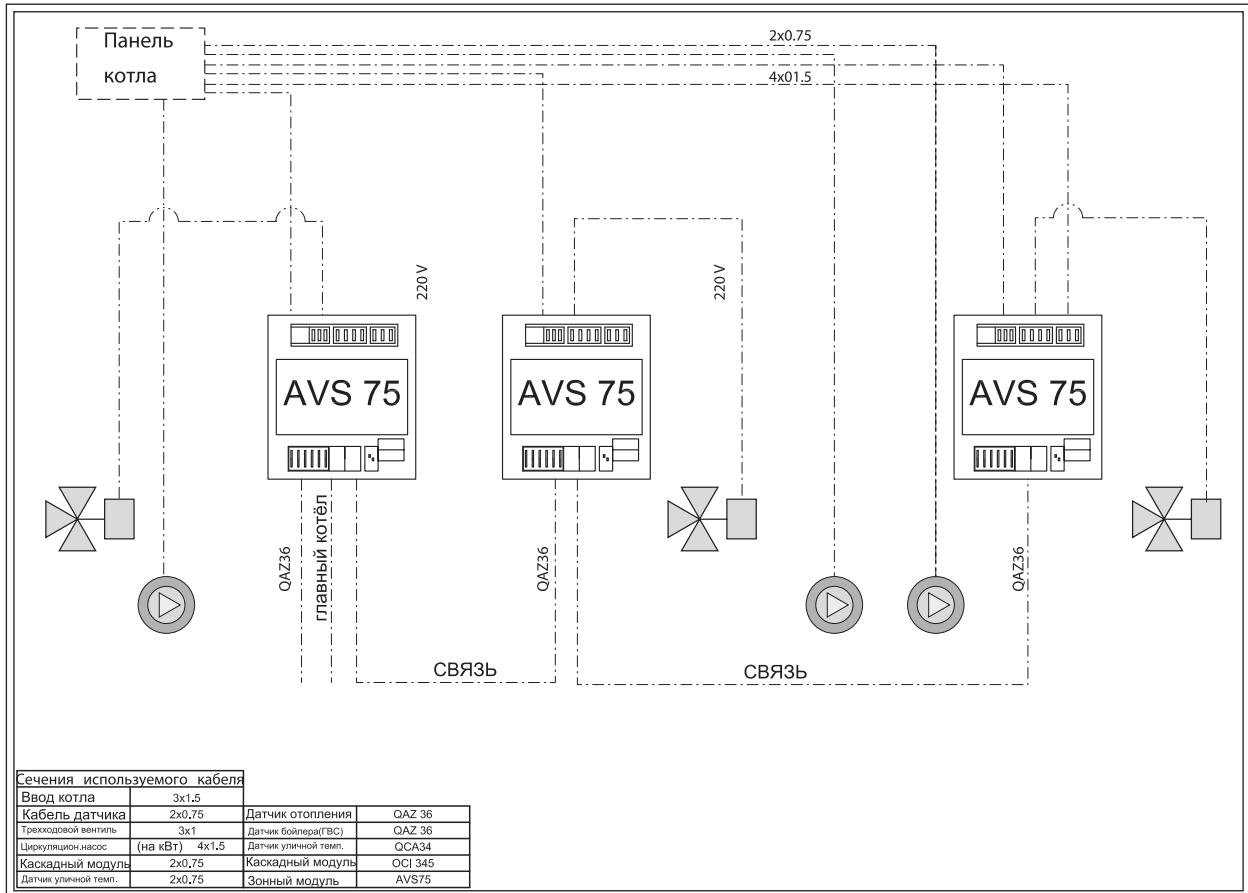 Панель
котла
2x0.75
4x01.5
220 V
220 V
AVS 75
AVS 75
AVS 75
QAZ36
главный котёл
QAZ36
QAZ36
СВЯЗЬ
СВЯЗЬ
Сечения используемого кабеля
Ввод котла 3x1.5
Кабель датчика 2x0.75 Датчик отопления QAZ 36
Трехходовой вентиль 3x1 Датчик бойлера(ГВС) QAZ 36
Циркуляцион.насос (на кВт) 4x1.5 Датчик уличной темп. QCA34
Каскадный модуль 2x0.75 Каскадный модуль OCI 345
Датчик уличной темп. 2x0.75 Зонный модуль AVS75